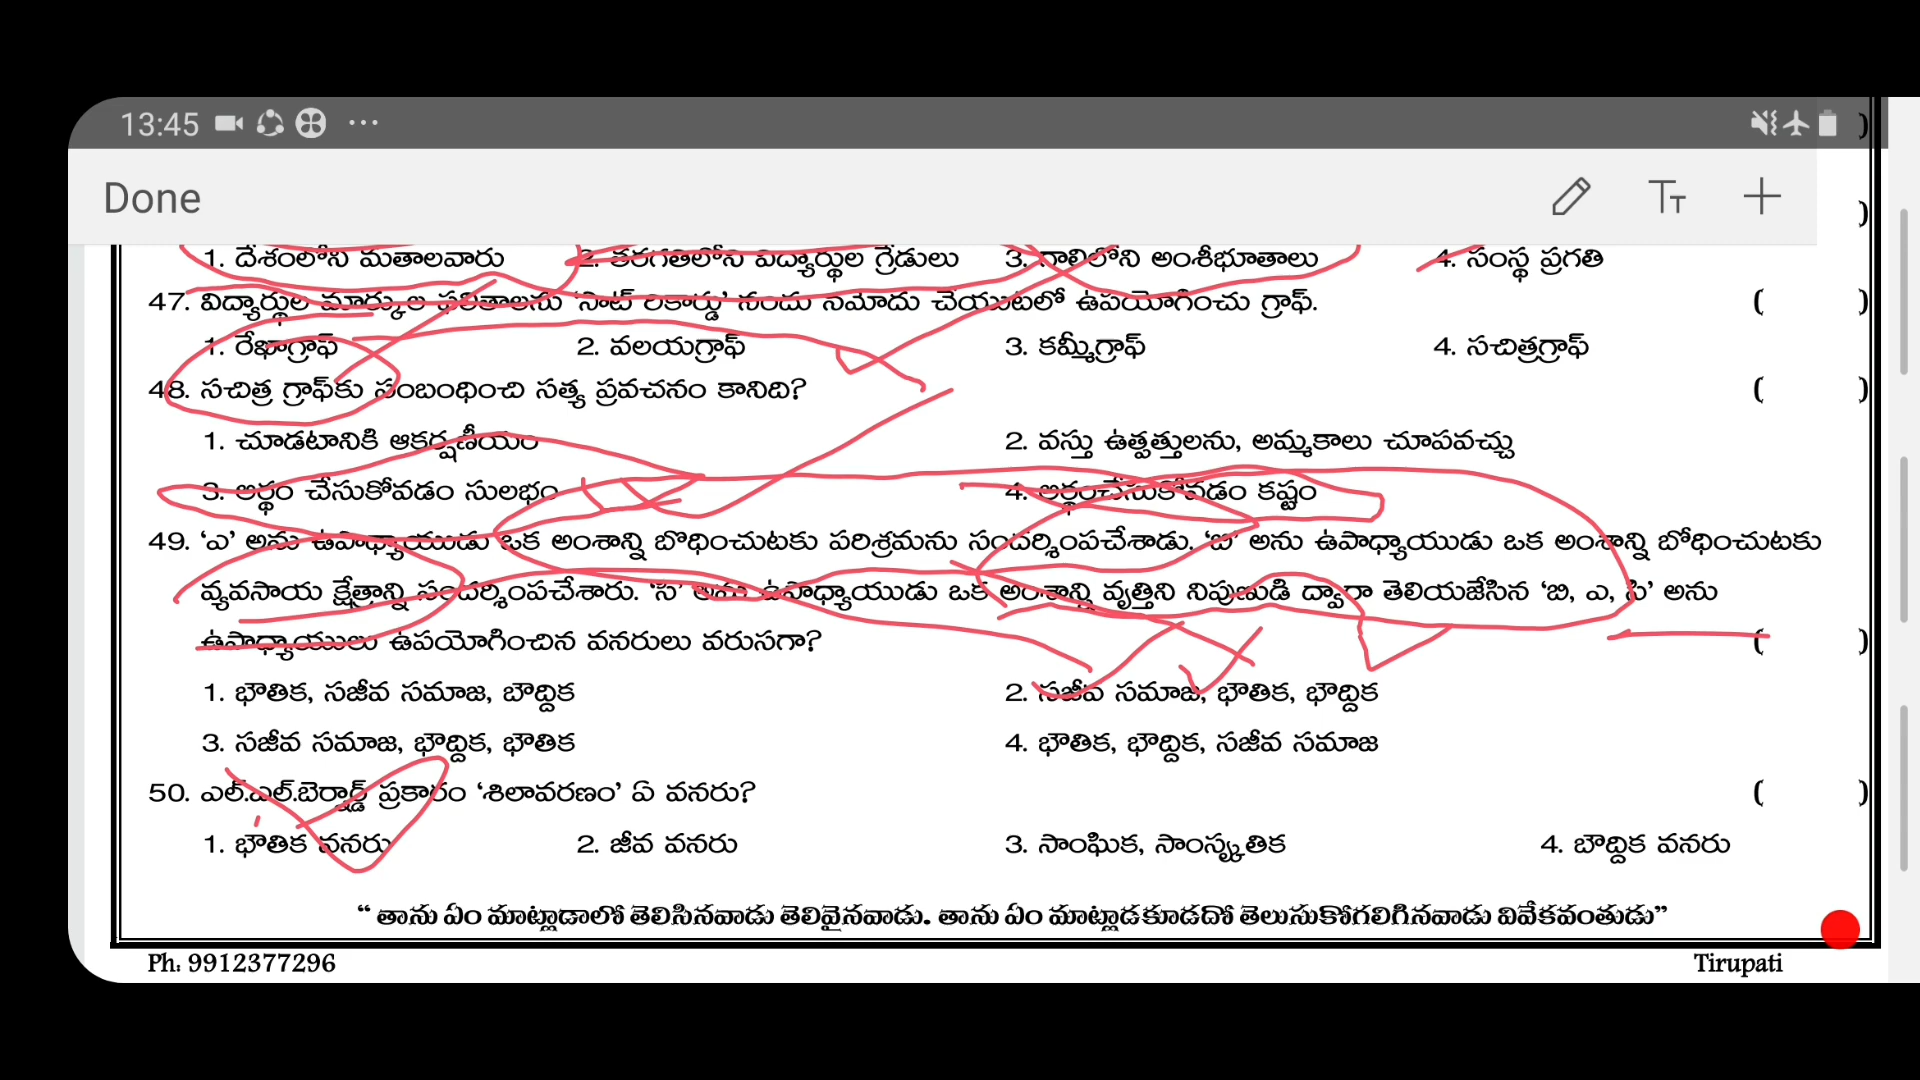 13:45
Done
1. దేశంలోని మతాలవారు 2. తరగతిలోని విద్యార్థుల గ్రేడులు 3. గాలిలోని అంశీభూతాలు 4. సంస్థ ప్రగతి
47. విద్యార్థుల మార్కుల ఫలితాలను 'సాట్ రికార్డు' నందు నమోదు చేయుటలో ఉపయోగించు గ్రాఫ్. ( )
1. రేఖాగ్రాఫ్ 2. వలయగ్రాఫ్ 3. కమ్మీగ్రాఫ్ 4. సచిత్రగ్రాఫ్
48. సచిత్ర గ్రాఫ్‌కు సంబంధించి సత్య ప్రవచనం కానిది? ( )
1. చూడటానికి ఆకర్షణీయం 2. వస్తు ఉత్పత్తులను, అమ్మకాలు చూపవచ్చు
3. అర్థం చేసుకోవడం సులభం 4. అర్థంచేసుకోవడం కష్టం
49. 'ఎ' అను ఉపాధ్యాయుడు ఒక అంశాన్ని బొధించుటకు పరిశ్రమను సందర్శింపచేశాడు. 'బి' అను ఉపాధ్యాయుడు ఒక అంశాన్ని బోధించుటకు
వ్యవసాయ క్షేత్రాన్ని సందర్శింపచేశారు. 'సి' అను ఉపాధ్యాయుడు ఒక అంశాన్ని వృత్తిని నిపుణుడి ద్వారా తెలియజేసిన 'బి, ఎ, సి' అను
ఉపాధ్యాయులు ఉపయోగించిన వనరులు వరుసగా? ( )
1. భౌతిక, సజీవ సమాజ, బౌద్దిక 2. సజీవ సమాజ, భౌతిక, భౌద్దిక
3. సజీవ సమాజ, భౌద్దిక, భౌతిక 4. భౌతిక, భౌద్దిక, సజీవ సమాజ
50. ఎల్.ఎల్.బెర్నార్డ్ ప్రకారం 'శిలావరణం' ఏ వనరు? ( )
1. భౌతిక వనరు 2. జీవ వనరు 3. సాంఘిక, సాంస్కృతిక 4. బౌద్దిక వనరు
" తాను ఏం మాట్లాడాలో తెలిసినవాడు తెలివైనవాడు. తాను ఏం మాట్లాడకూడదో తెలుసుకోగలిగినవాడు వివేకవంతుడు"
Ph: 9912377296 Tirupati